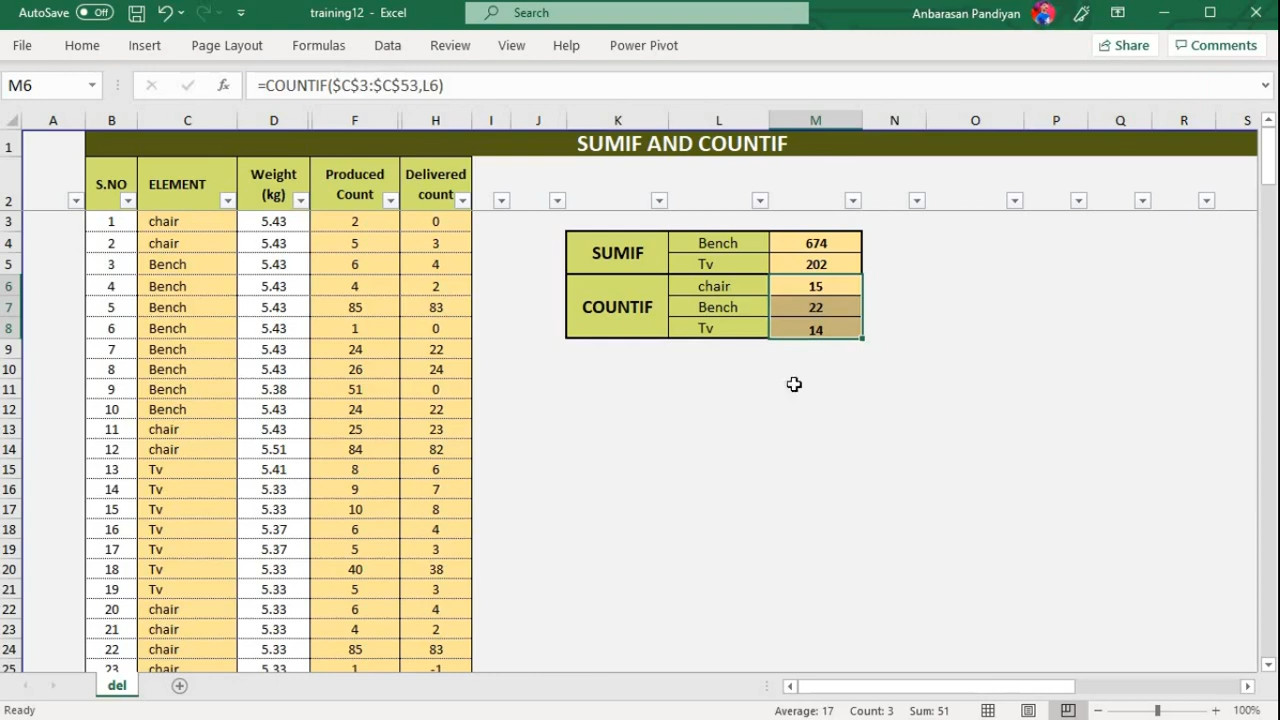 AutoSave Off training12 - Excel Search Anbarasan Pandiyan
File Home Insert Page Layout Formulas Data Review View Help Power Pivot Share Comments
M6 fx =COUNTIF($C$3:$C$53,L6)
A B C D F H I J K L M N O P Q R S
1 SUMIF AND COUNTIF
2 S.NO ELEMENT Weight (kg) Produced Count Delivered count
3 1 chair 5.43 2 0
4 2 chair 5.43 5 3 SUMIF Bench 674
5 3 Bench 5.43 6 4 Tv 202
6 4 Bench 5.43 4 2 COUNTIF chair 15
7 5 Bench 5.43 85 83 Bench 22
8 6 Bench 5.43 1 0 Tv 14
9 7 Bench 5.43 24 22
10 8 Bench 5.43 26 24
11 9 Bench 5.38 51 0
12 10 Bench 5.43 24 22
13 11 chair 5.43 25 23
14 12 chair 5.51 84 82
15 13 Tv 5.41 8 6
16 14 Tv 5.33 9 7
17 15 Tv 5.33 10 8
18 16 Tv 5.37 6 4
19 17 Tv 5.37 5 3
20 18 Tv 5.33 40 38
21 19 Tv 5.33 5 3
22 20 chair 5.33 6 4
23 21 chair 5.33 4 2
24 22 chair 5.33 85 83
25 23 chair 5.33 1 -1
del
Ready Average: 17 Count: 3 Sum: 51 100%